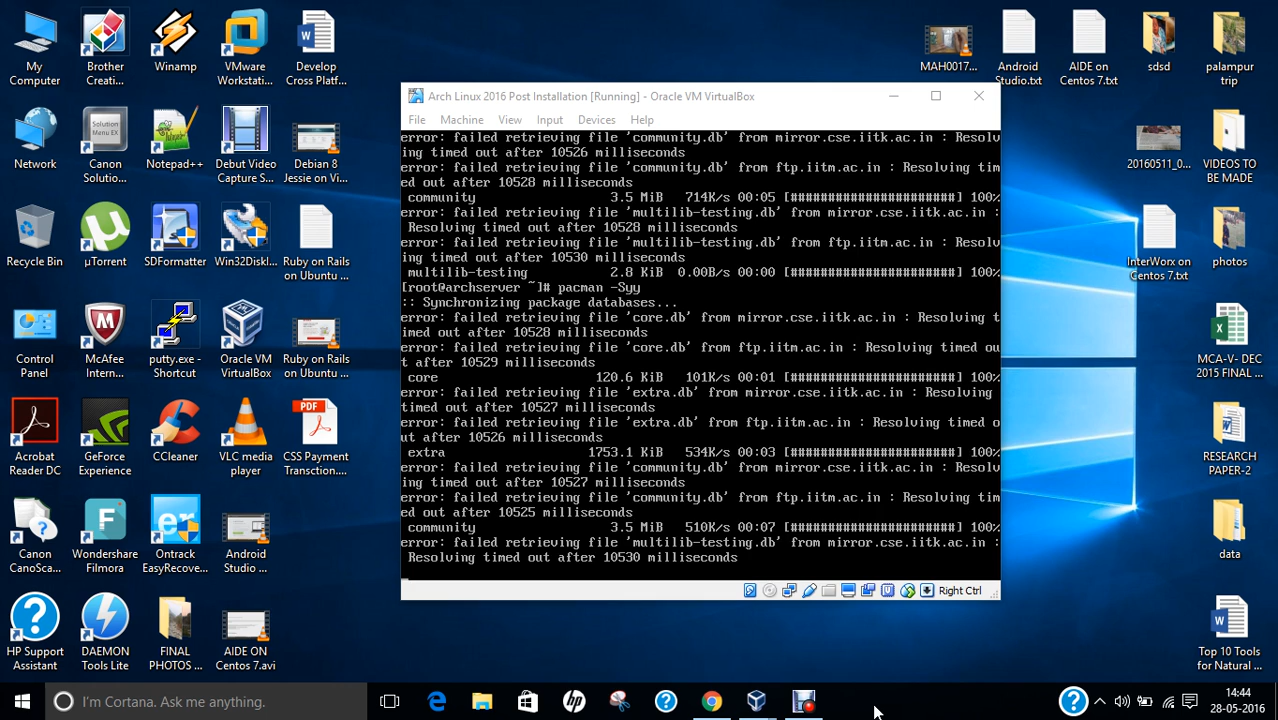 My
Computer
Brother
Creati...
Winamp
VMware
Workstati...
Develop
Cross Platf...
MAH0017...
Android
Studio.txt
AIDE on
Centos 7.txt
sdsd
palampur
trip
Network
Canon
Solutio...
Solution
Menu EX
Notepad++
Debut Video
Capture S...
Debian 8
Jessie on Vi...
20160511_0...
VIDEOS TO
BE MADE
Recycle Bin
µTorrent
SDFormatter
Win32DiskI...
Ruby on Rails
on Ubuntu ...
InterWorx on
Centos 7.txt
photos
Control
Panel
McAfee
Intern...
putty.exe -
Shortcut
Oracle VM
VirtualBox
Ruby on Rails
on Ubuntu ...
MCA-V- DEC
2015 FINAL ...
Acrobat
Reader DC
GeForce
Experience
CCleaner
VLC media
player
PDF
CSS Payment
Transction....
RESEARCH
PAPER-2
Canon
CanoSca...
Wondershare
Filmora
er
Ontrack
EasyRecove...
Android
Studio ...
data
HP Support
Assistant
DAEMON
Tools Lite
FINAL
PHOTOS ...
AIDE ON
Centos 7.avi
Top 10 Tools
for Natural ...
Arch Linux 2016 Post Installation [Running] - Oracle VM VirtualBox
File Machine View Input Devices Help
error: failed retrieving file 'community.db' from mirror.cse.iitk.ac.in : Resolv
ing timed out after 10526 milliseconds
error: failed retrieving file 'community.db' from ftp.iitm.ac.in : Resolving tim
ed out after 10528 milliseconds
community 3.5 MiB 714K/s 00:05 [######################] 100%
error: failed retrieving file 'multilib-testing.db' from mirror.cse.iitk.ac.in :
Resolving timed out after 10528 milliseconds
error: failed retrieving file 'multilib-testing.db' from ftp.iitm.ac.in : Resolv
ing timed out after 10530 milliseconds
multilib-testing 2.8 KiB 0.00B/s 00:00 [######################] 100%
[root@archserver ~]# pacman -Syy
:: Synchronizing package databases...
error: failed retrieving file 'core.db' from mirror.cse.iitk.ac.in : Resolving t
imed out after 10528 milliseconds
error: failed retrieving file 'core.db' from ftp.iitm.ac.in : Resolving timed ou
t after 10529 milliseconds
core 120.6 KiB 101K/s 00:01 [######################] 100%
error: failed retrieving file 'extra.db' from mirror.cse.iitk.ac.in : Resolving
timed out after 10527 milliseconds
error: failed retrieving file 'extra.db' from ftp.iitm.ac.in : Resolving timed o
ut after 10526 milliseconds
extra 1753.1 KiB 534K/s 00:03 [######################] 100%
error: failed retrieving file 'community.db' from mirror.cse.iitk.ac.in : Resolv
ing timed out after 10527 milliseconds
error: failed retrieving file 'community.db' from ftp.iitm.ac.in : Resolving tim
ed out after 10525 milliseconds
community 3.5 MiB 510K/s 00:07 [######################] 100%
error: failed retrieving file 'multilib-testing.db' from mirror.cse.iitk.ac.in :
Resolving timed out after 10530 milliseconds
Right Ctrl
I'm Cortana. Ask me anything.
14:44
28-05-2016